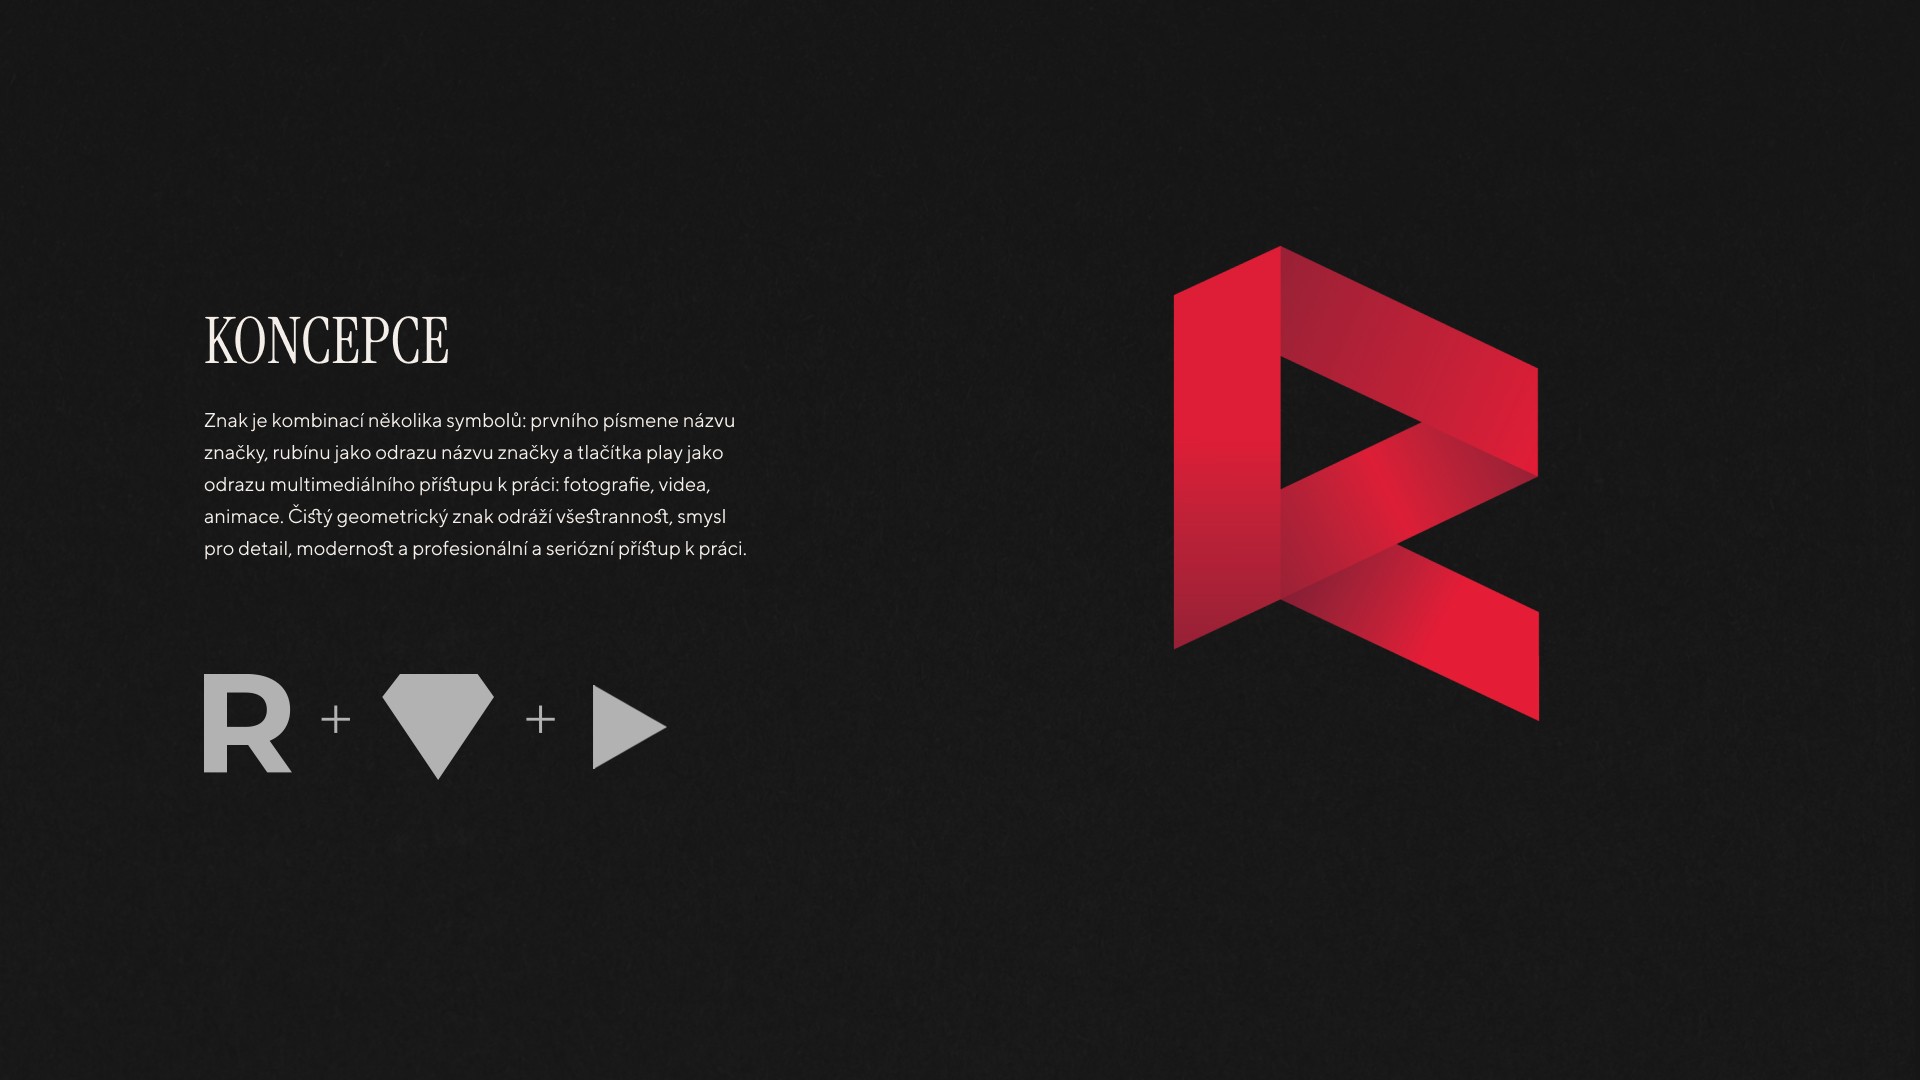 KONCEPCE
Znak je kombinací několika symbolů: prvního písmene názvu
značky, rubínu jako odrazu názvu značky a tlačítka play jako
odrazu multimediálního přístupu k práci: fotografie, videa,
animace. Čistý geometrický znak odráží všestrannost, smysl
pro detail, modernost a profesionální a seriózní přístup k práci.
R + +